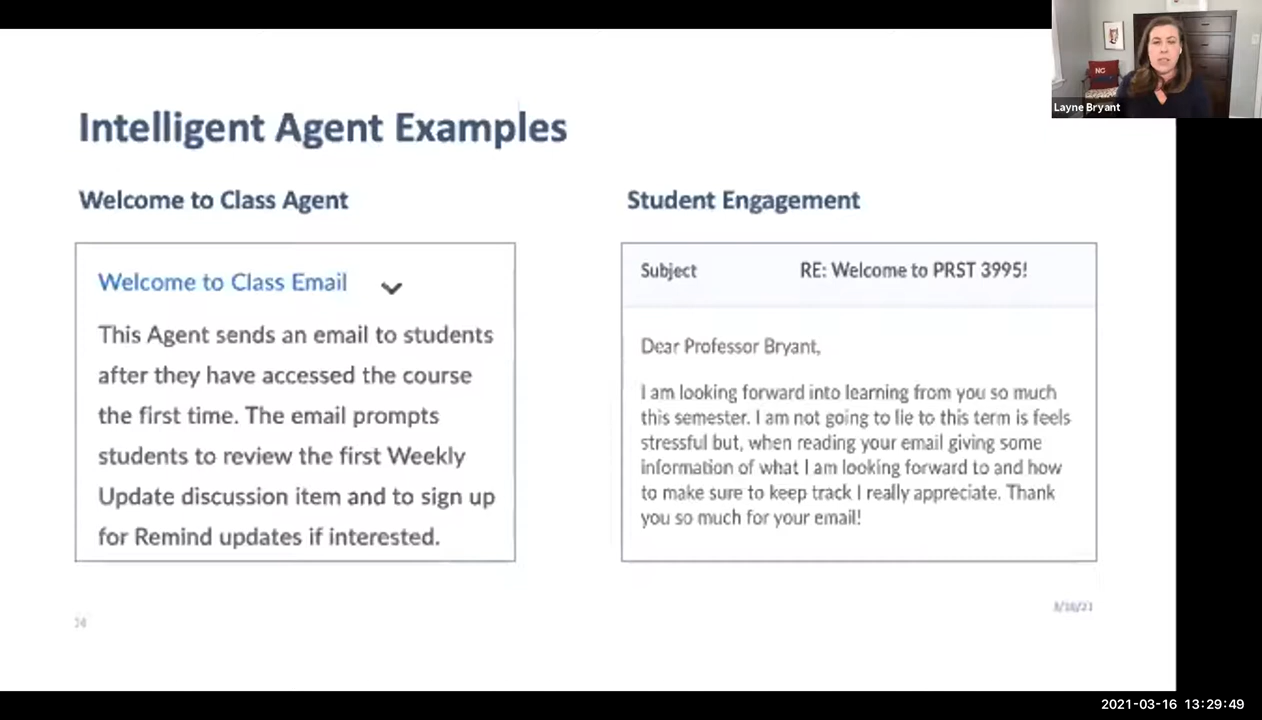 Layne Bryant
Intelligent Agent Examples
Welcome to Class Agent
Welcome to Class Email
This Agent sends an email to students
after they have accessed the course
the first time. The email prompts
students to review the first Weekly
Update discussion item and to sign up
for Remind updates if interested.
Student Engagement
Subject RE: Welcome to PRST 3995!
Dear Professor Bryant,
I am looking forward into learning from you so much
this semester. I am not going to lie to this term is feels
stressful but, when reading your email giving some
information of what I am looking forward to and how
to make sure to keep track I really appreciate. Thank
you so much for your email!
3/16/21
2021-03-16 13:29:49